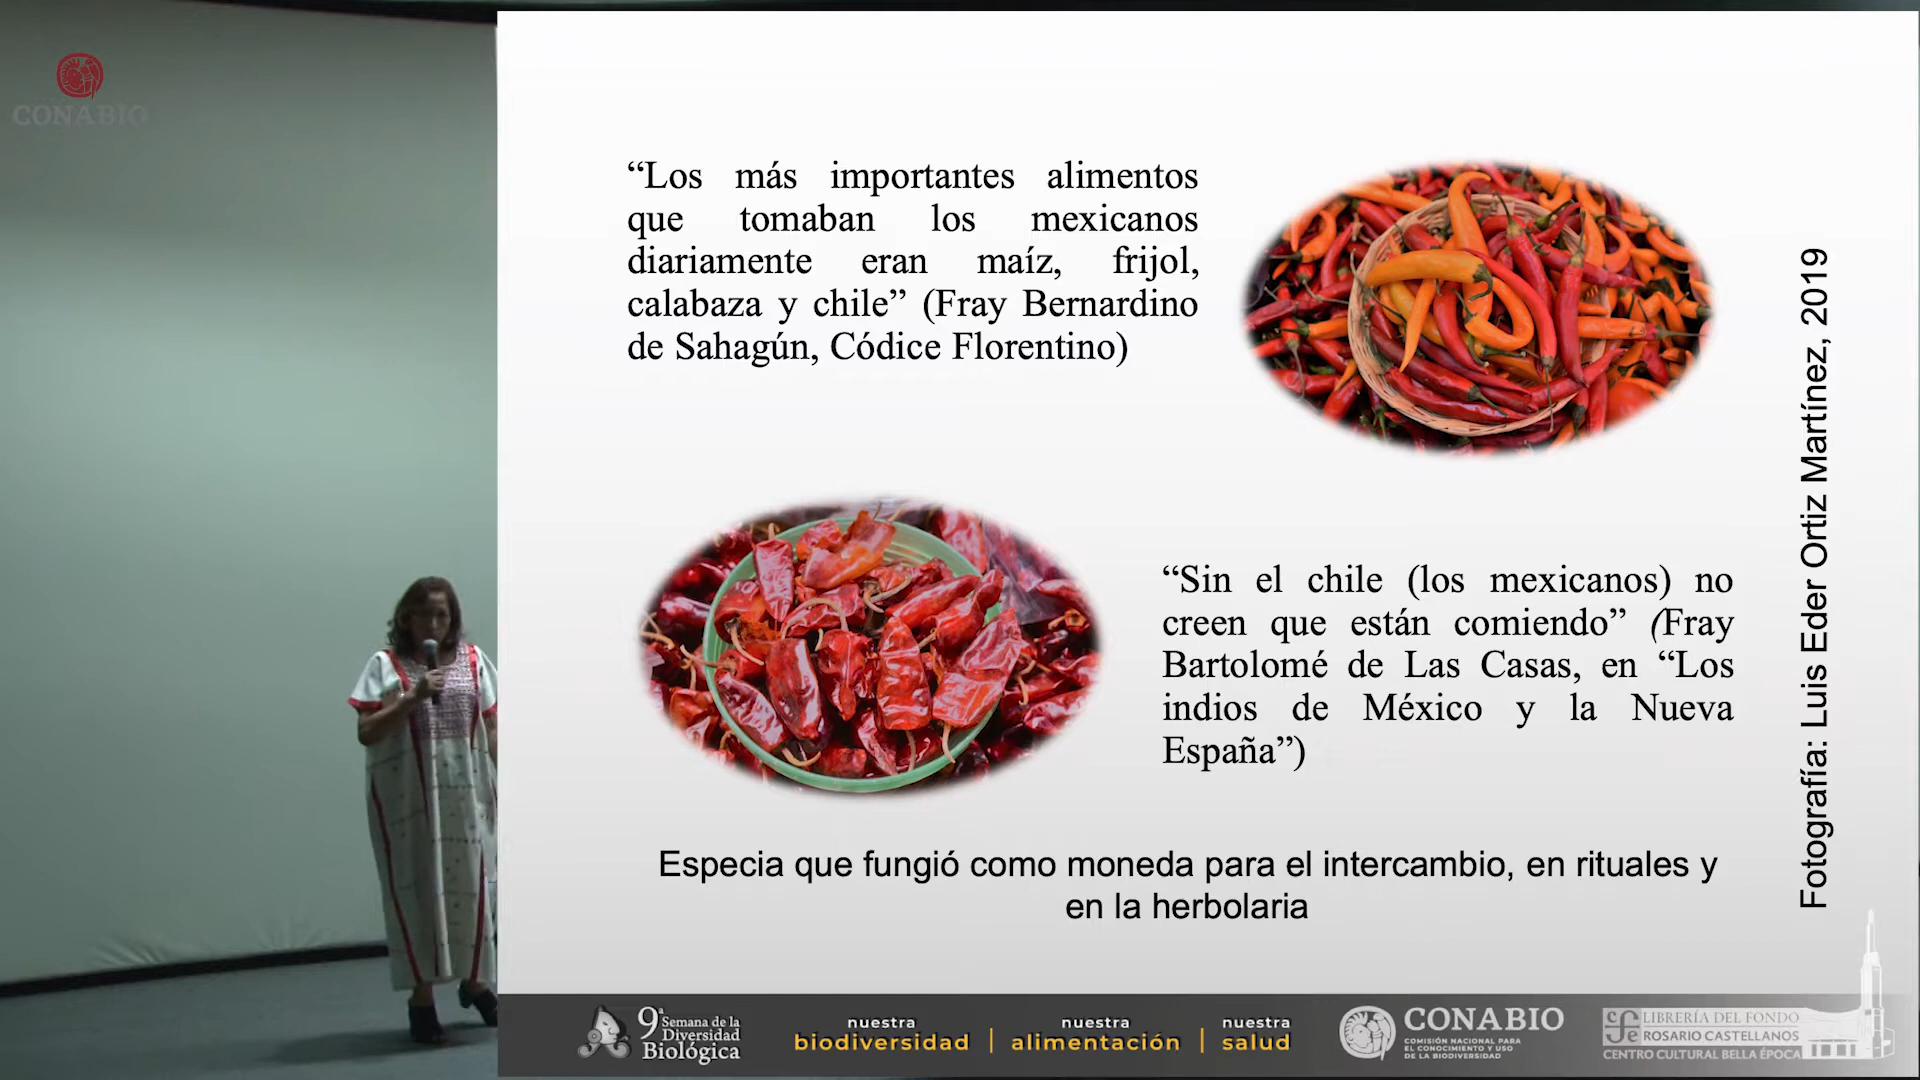 CONABIO
“Los más importantes alimentos
que tomaban los mexicanos
diariamente eran maíz, frijol,
calabaza y chile” (Fray Bernardino
de Sahagún, Códice Florentino)
“Sin el chile (los mexicanos) no
creen que están comiendo” (Fray
Bartolomé de Las Casas, en “Los
indios de México y la Nueva
España”)
Especia que fungió como moneda para el intercambio, en rituales y
en la herbolaria
Fotografía: Luis Eder Ortiz Martínez, 2019
9ª Semana de la
Diversidad
Biológica
nuestra
biodiversidad
nuestra
alimentación
nuestra
salud
CONABIO
COMISIÓN NACIONAL PARA
EL CONOCIMIENTO Y USO
DE LA BIODIVERSIDAD
cfe
LIBRERÍA DEL FONDO
ROSARIO CASTELLANOS
CENTRO CULTURAL BELLA ÉPOCA